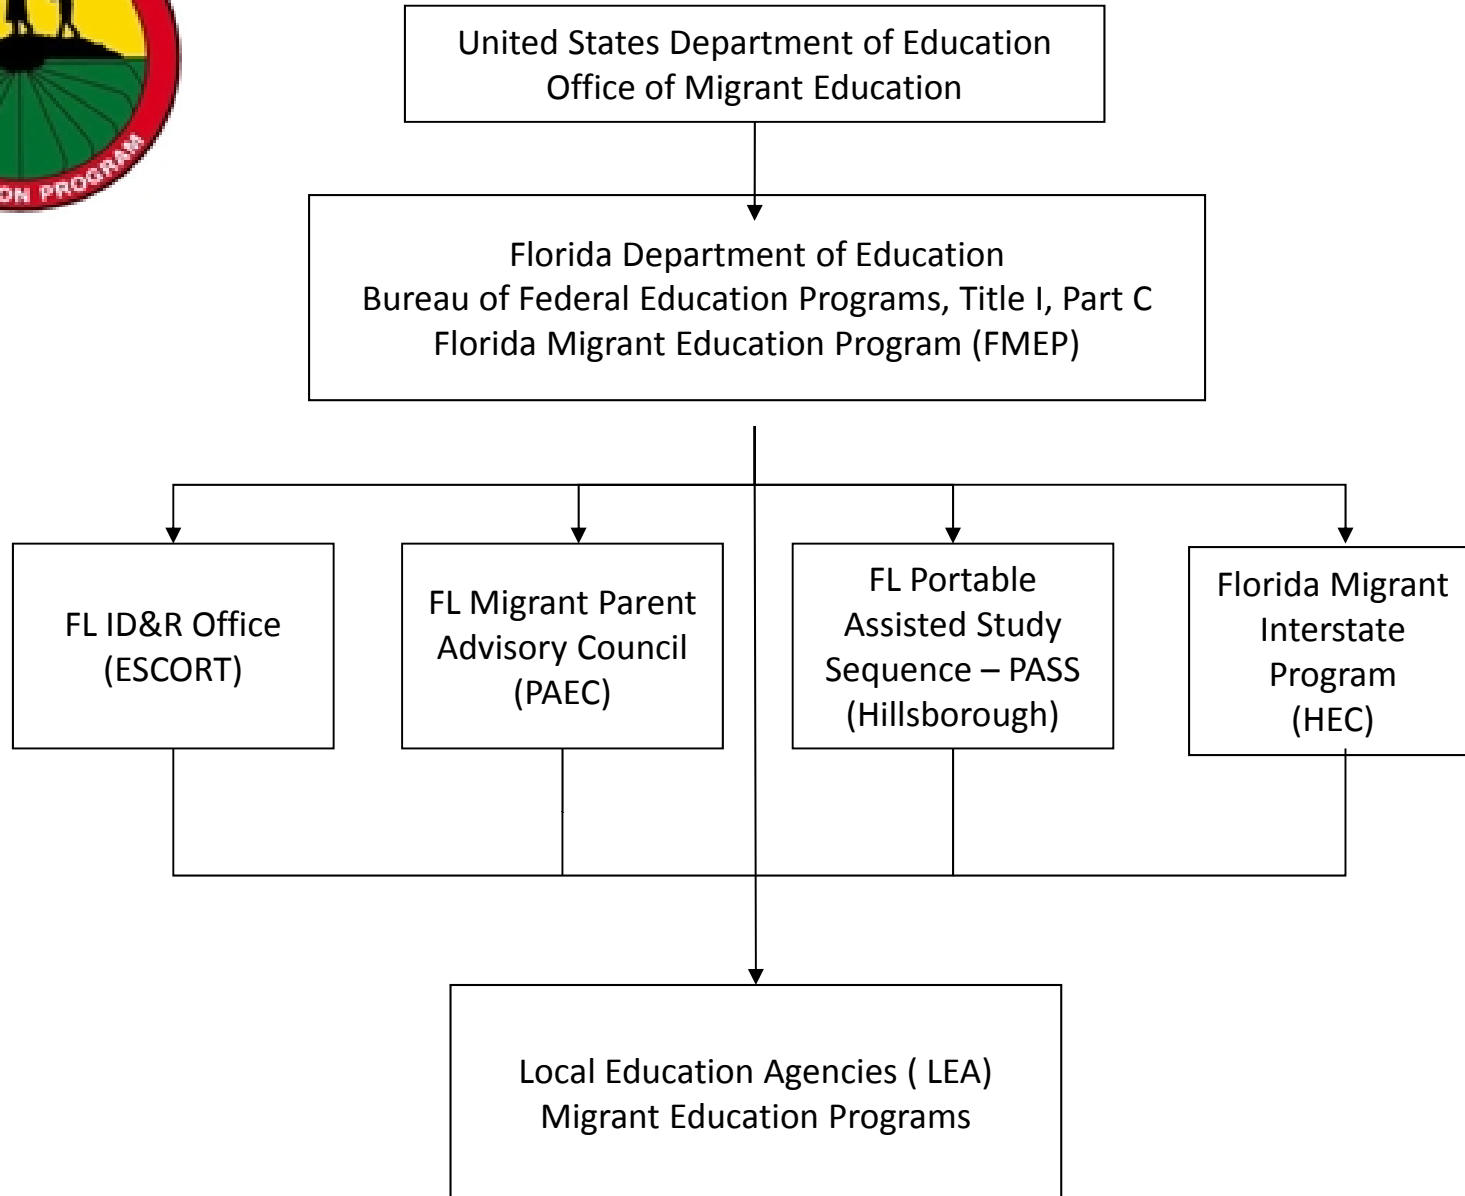 ON PROGRAM
United States Department of Education
Office of Migrant Education
Florida Department of Education
Bureau of Federal Education Programs, Title I, Part C
Florida Migrant Education Program (FMEP)
FL ID&R Office
(ESCORT)
FL Migrant Parent
Advisory Council
(PAEC)
FL Portable
Assisted Study
Sequence – PASS
(Hillsborough)
Florida Migrant
Interstate
Program
(HEC)
Local Education Agencies ( LEA)
Migrant Education Programs